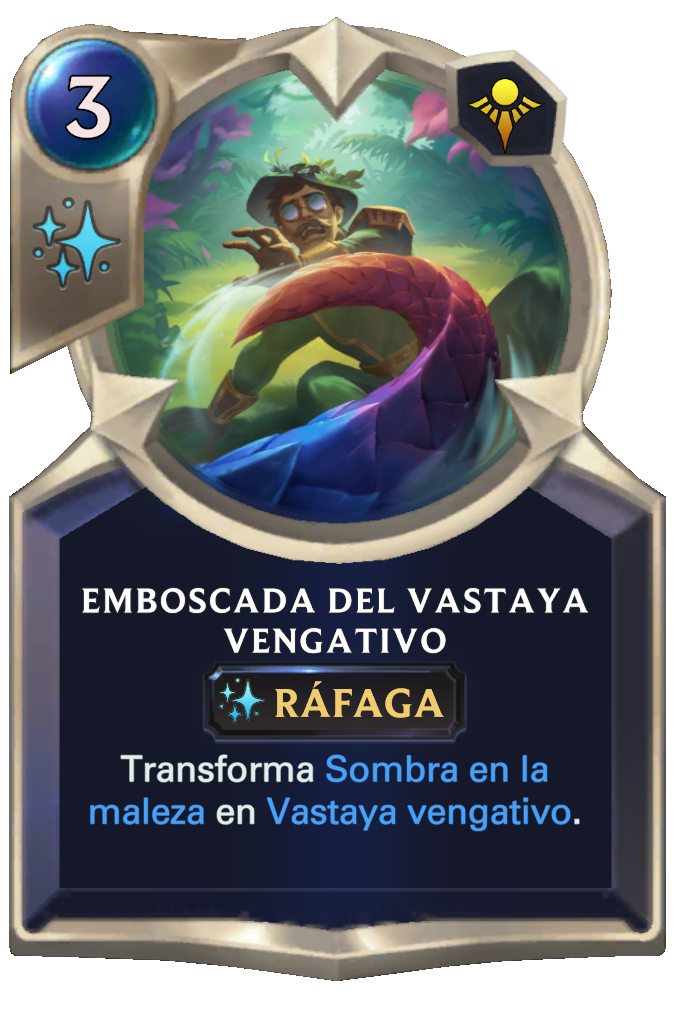 3
EMBOSCADA DEL VASTAYA
VENGATIVO
RÁFAGA
Transforma Sombra en la
maleza en Vastaya vengativo.